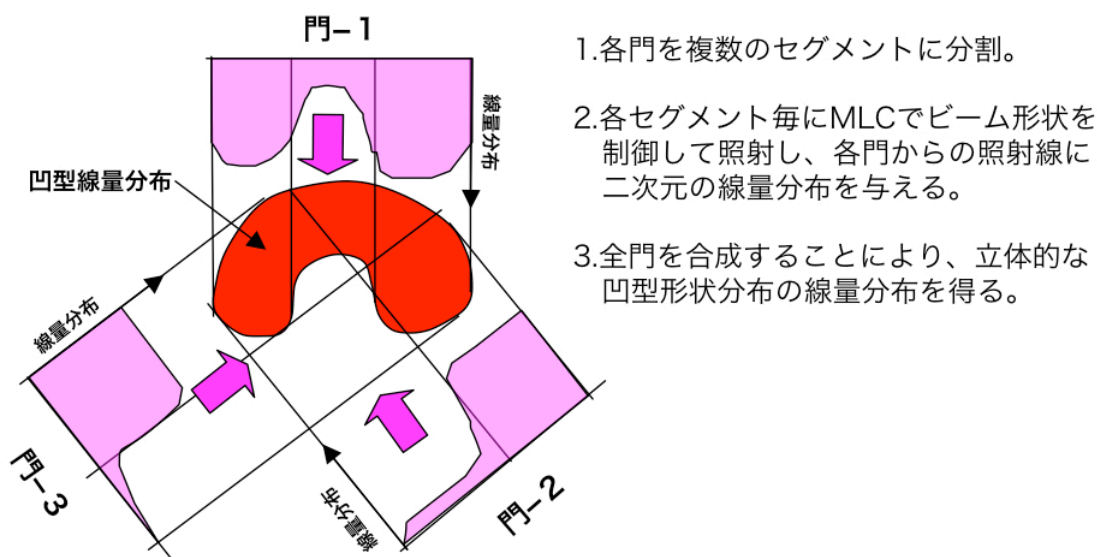 門−1
線量分布
凹型線量分布
線量分布
門−3
線量分布
門−2
1.各門を複数のセグメントに分割。
2.各セグメント毎にMLCでビーム形状を
制御して照射し、各門からの照射線に
二次元の線量分布を与える。
3.全門を合成することにより、立体的な
凹型形状分布の線量分布を得る。